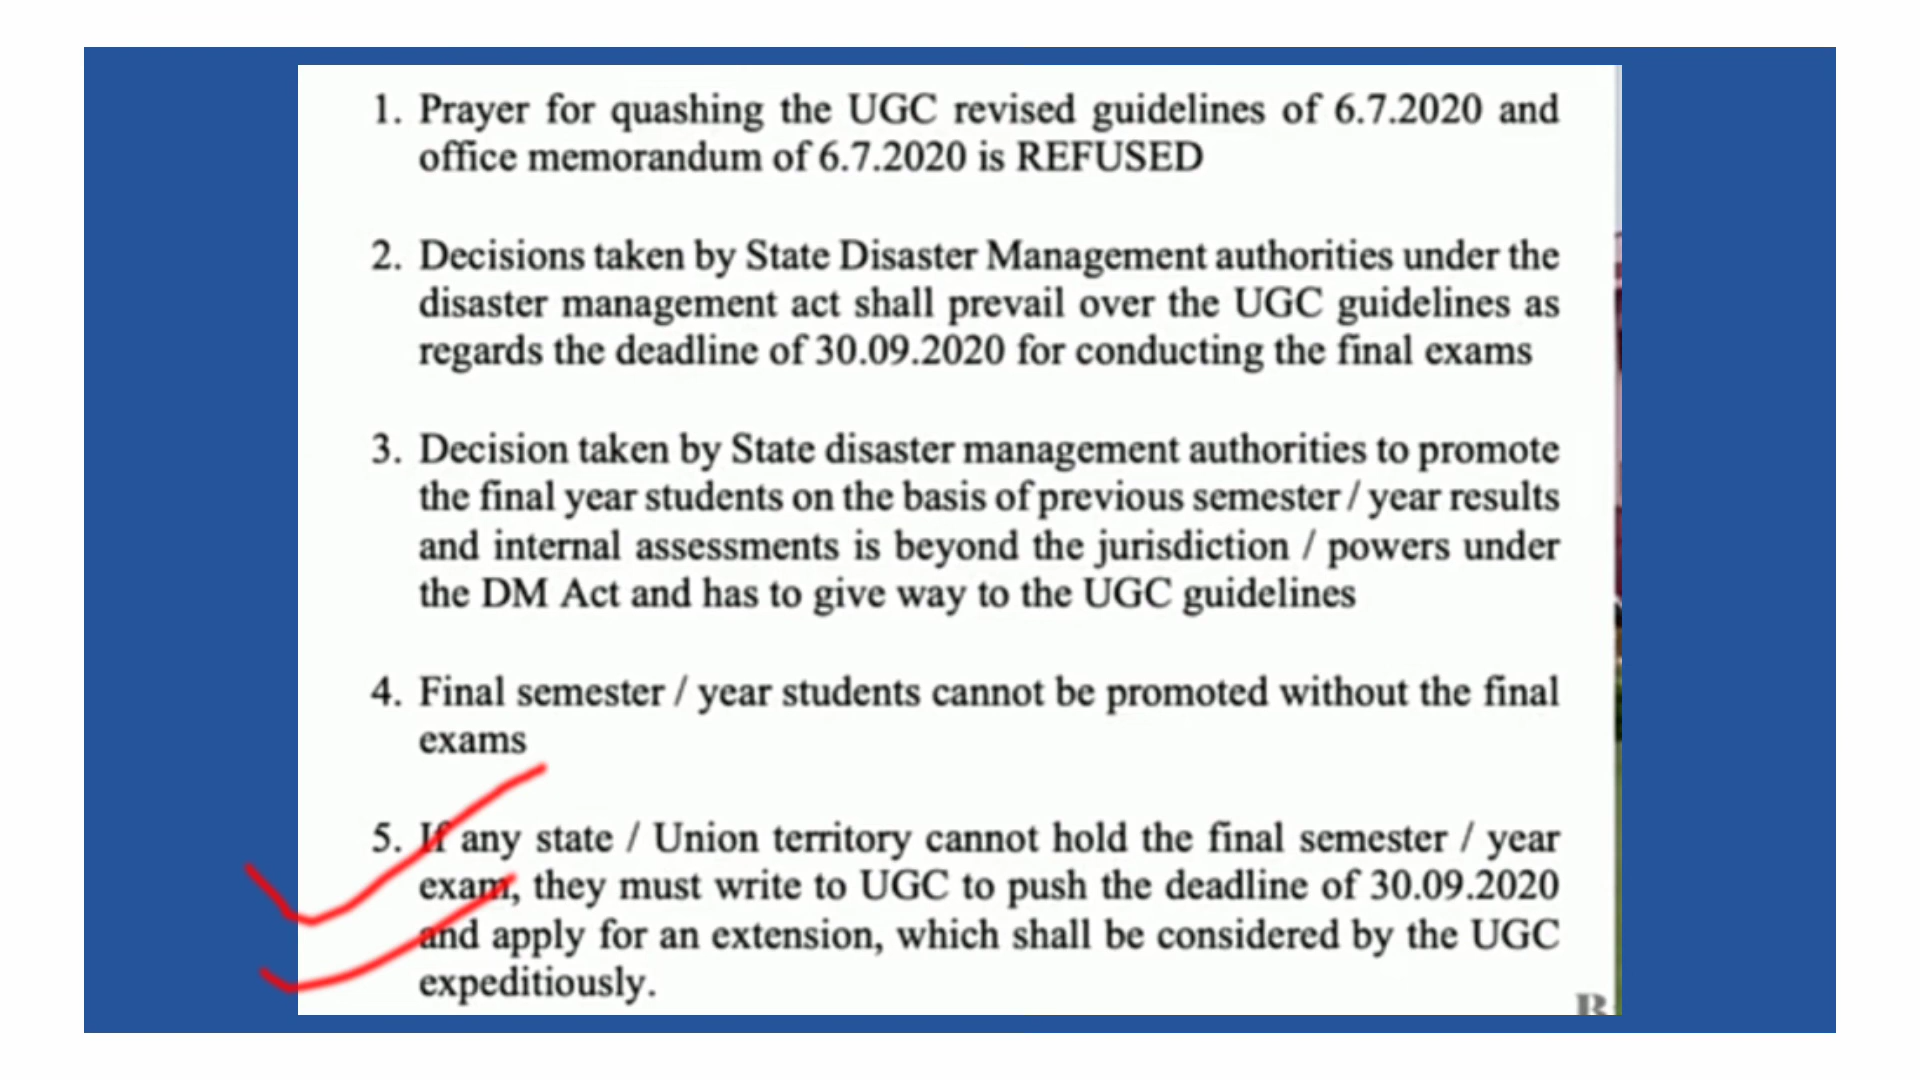 1. Prayer for quashing the UGC revised guidelines of 6.7.2020 and
office memorandum of 6.7.2020 is REFUSED
2. Decisions taken by State Disaster Management authorities under the
disaster management act shall prevail over the UGC guidelines as
regards the deadline of 30.09.2020 for conducting the final exams
3. Decision taken by State disaster management authorities to promote
the final year students on the basis of previous semester / year results
and internal assessments is beyond the jurisdiction / powers under
the DM Act and has to give way to the UGC guidelines
4. Final semester / year students cannot be promoted without the final
exams
5. If any state / Union territory cannot hold the final semester / year
exam, they must write to UGC to push the deadline of 30.09.2020
and apply for an extension, which shall be considered by the UGC
expeditiously.